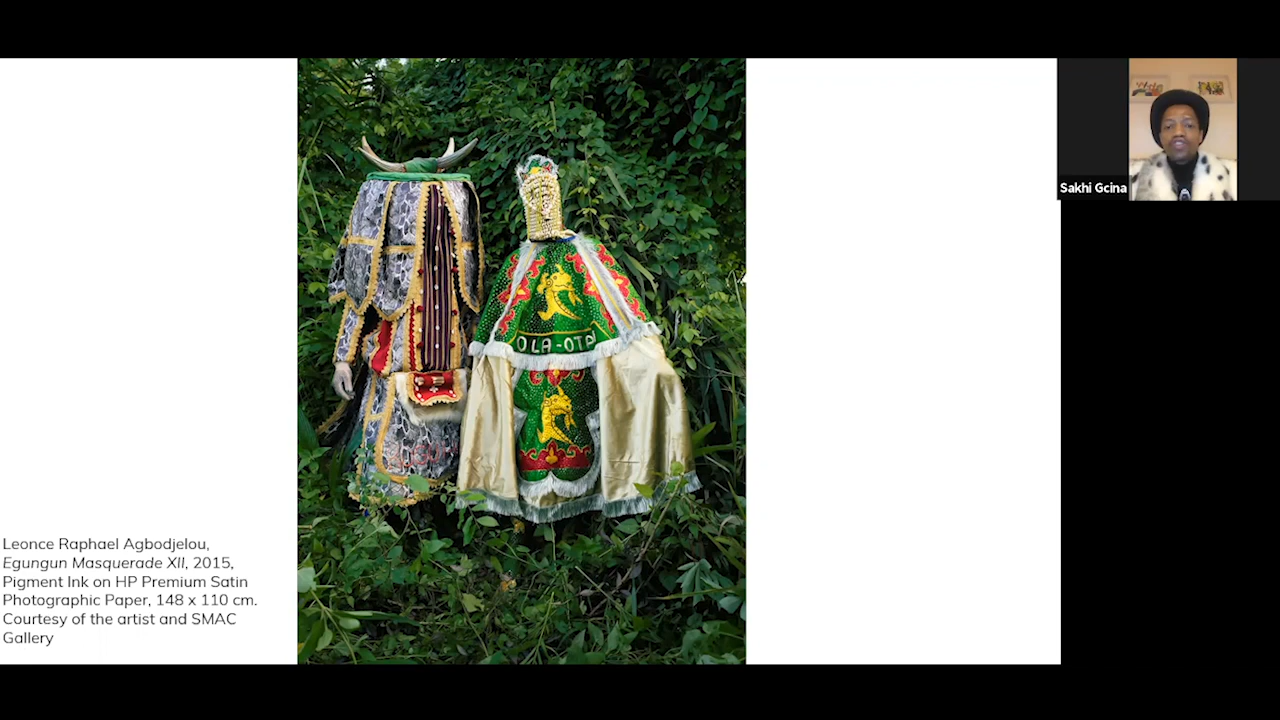 Leonce Raphael Agbodjelou,
Egungun Masquerade XII, 2015,
Pigment Ink on HP Premium Satin
Photographic Paper, 148 x 110 cm.
Courtesy of the artist and SMAC
Gallery
OLA-OTA
Sakhi Gcina